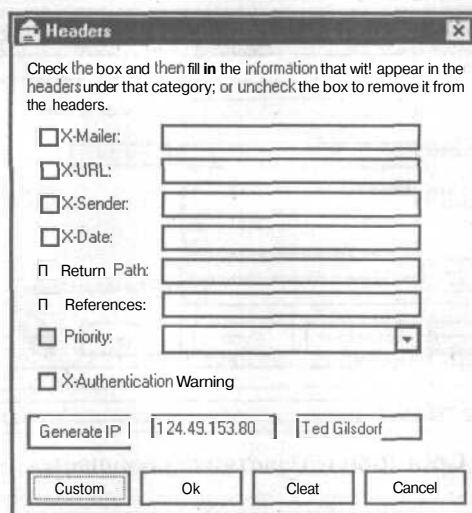 Headers
Check the box and then fill in the information that wit! appear in the
headers under that category; or uncheck the box to remove it from
the headers.
X-Mailer:
X-URL:
X-Sender:
X-Date:
П Return Path:
П References:
Priority:
X-Authentication Warning
Generate IP 124.49.153.80 Ted Gilsdorf
Custom Ok Cleat Cancel